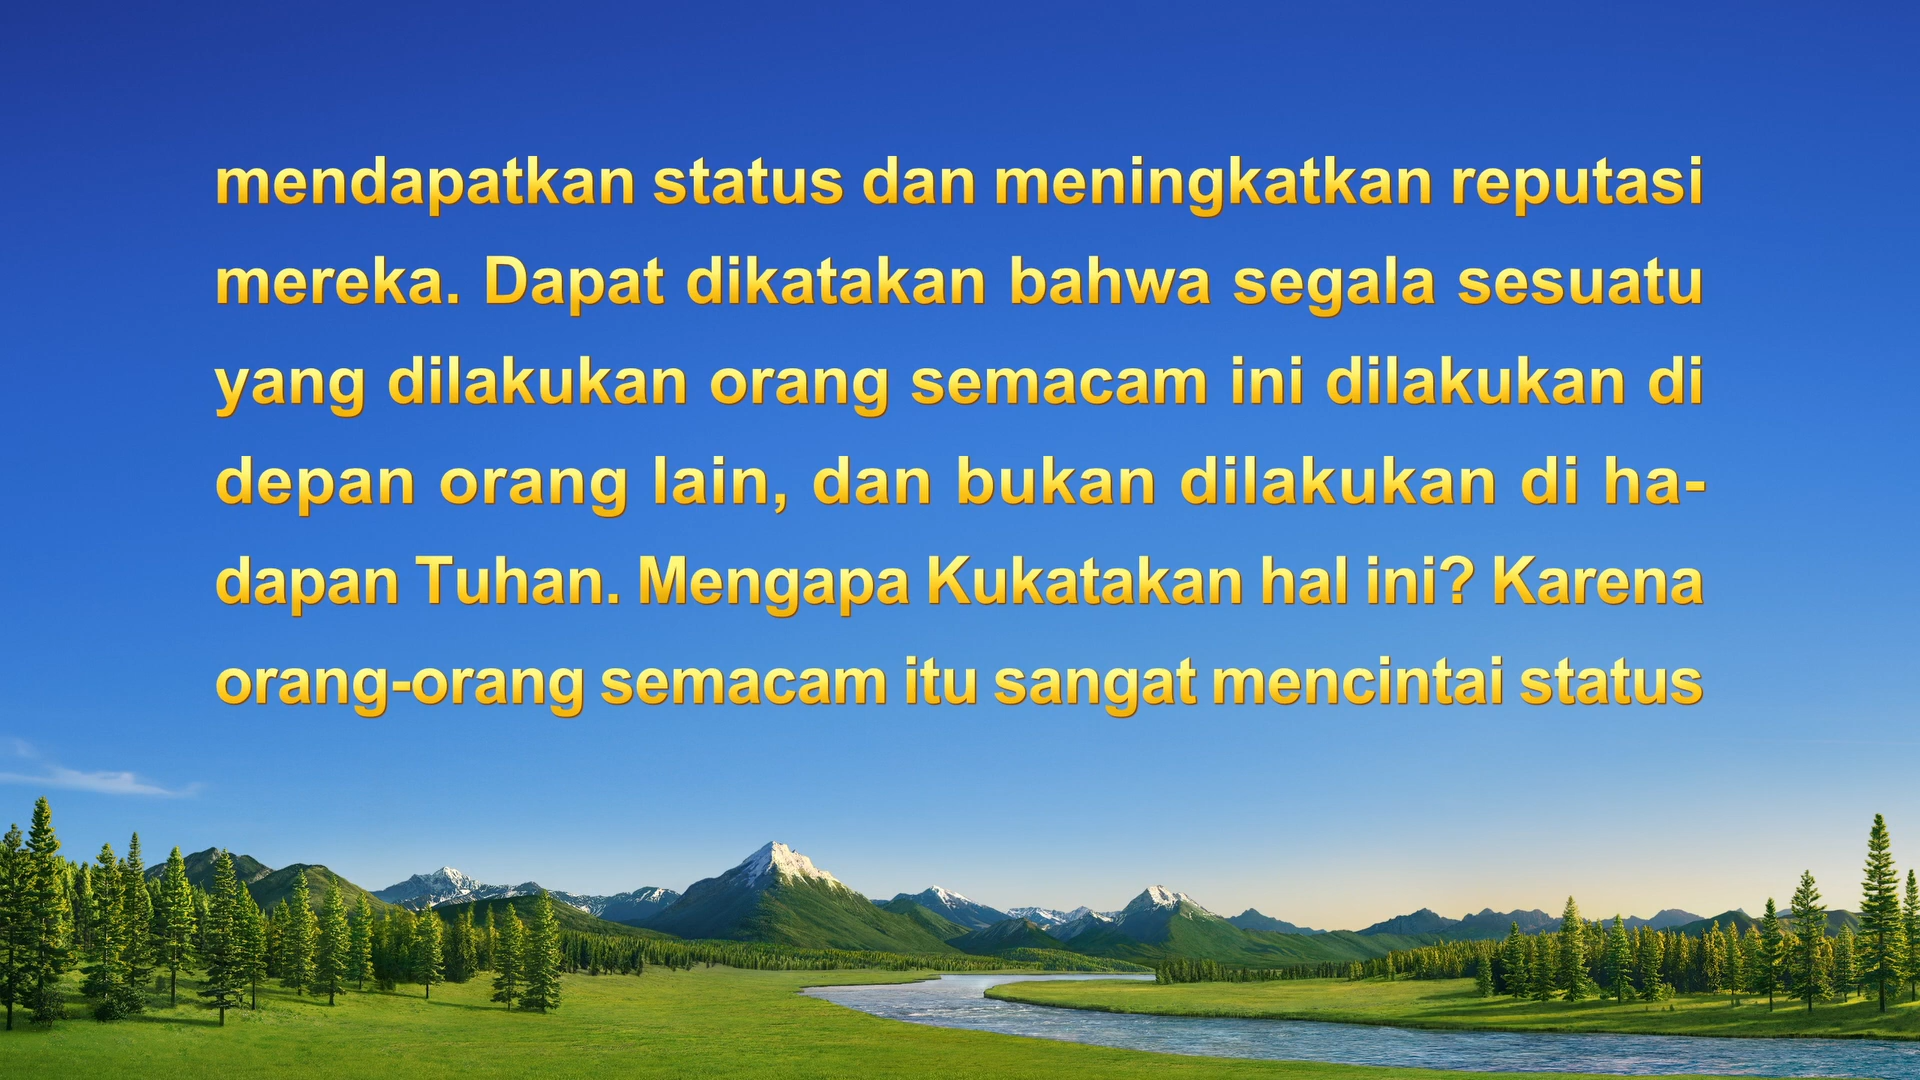 mendapatkan status dan meningkatkan reputasi
mereka. Dapat dikatakan bahwa segala sesuatu
yang dilakukan orang semacam ini dilakukan di
depan orang lain, dan bukan dilakukan di ha-
dapan Tuhan. Mengapa Kukatakan hal ini? Karena
orang-orang semacam itu sangat mencintai status